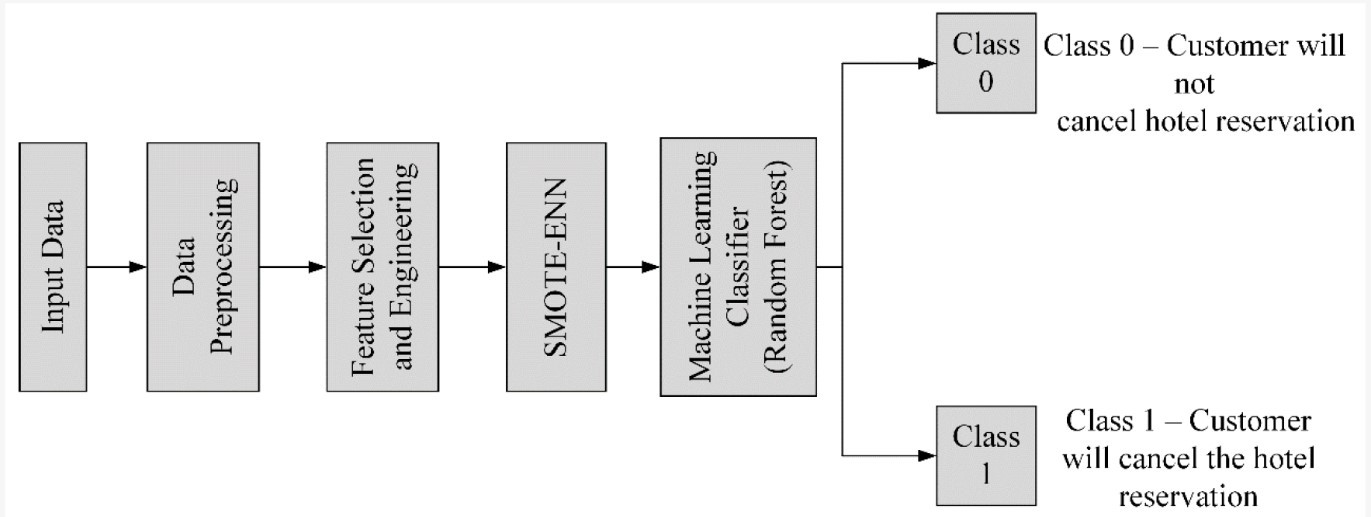 Input Data
Data
Preprocessing
Feature Selection
and Engineering
SMOTE-ENN
Machine Learning
Classifier
(Random Forest)
Class
0
Class 0 – Customer will
not
cancel hotel reservation
Class
1
Class 1 – Customer
will cancel the hotel
reservation